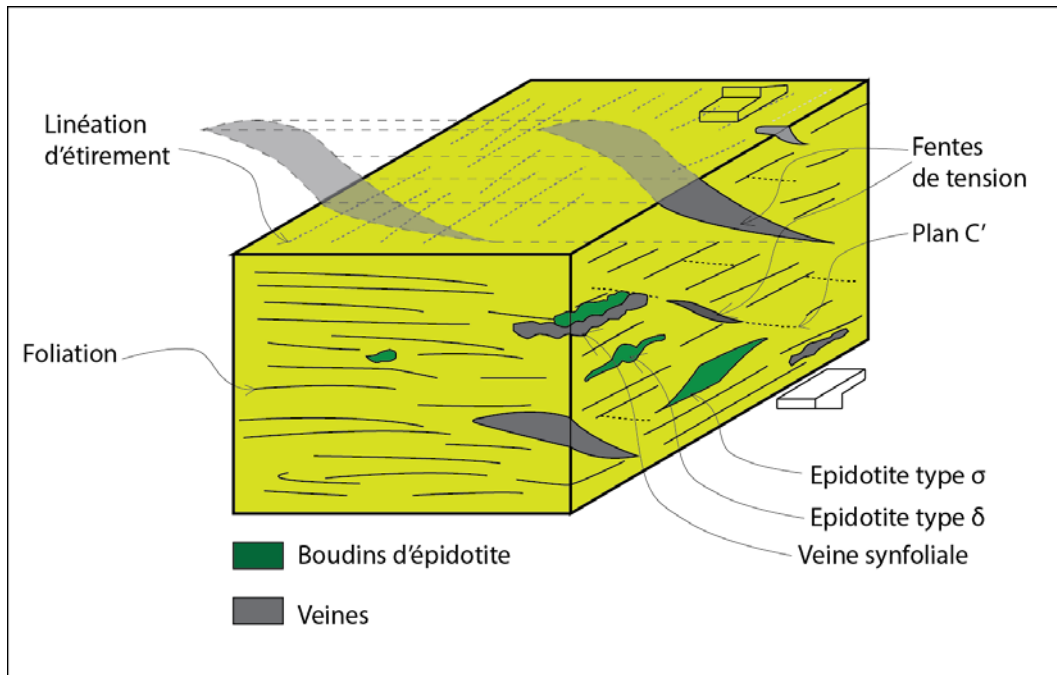 Linéation
d'étirement
Fentes
de tension
Plan C'
Foliation
Epidotite type σ
Epidotite type δ
Veine synfoliale
Boudins d'épidotite
Veines